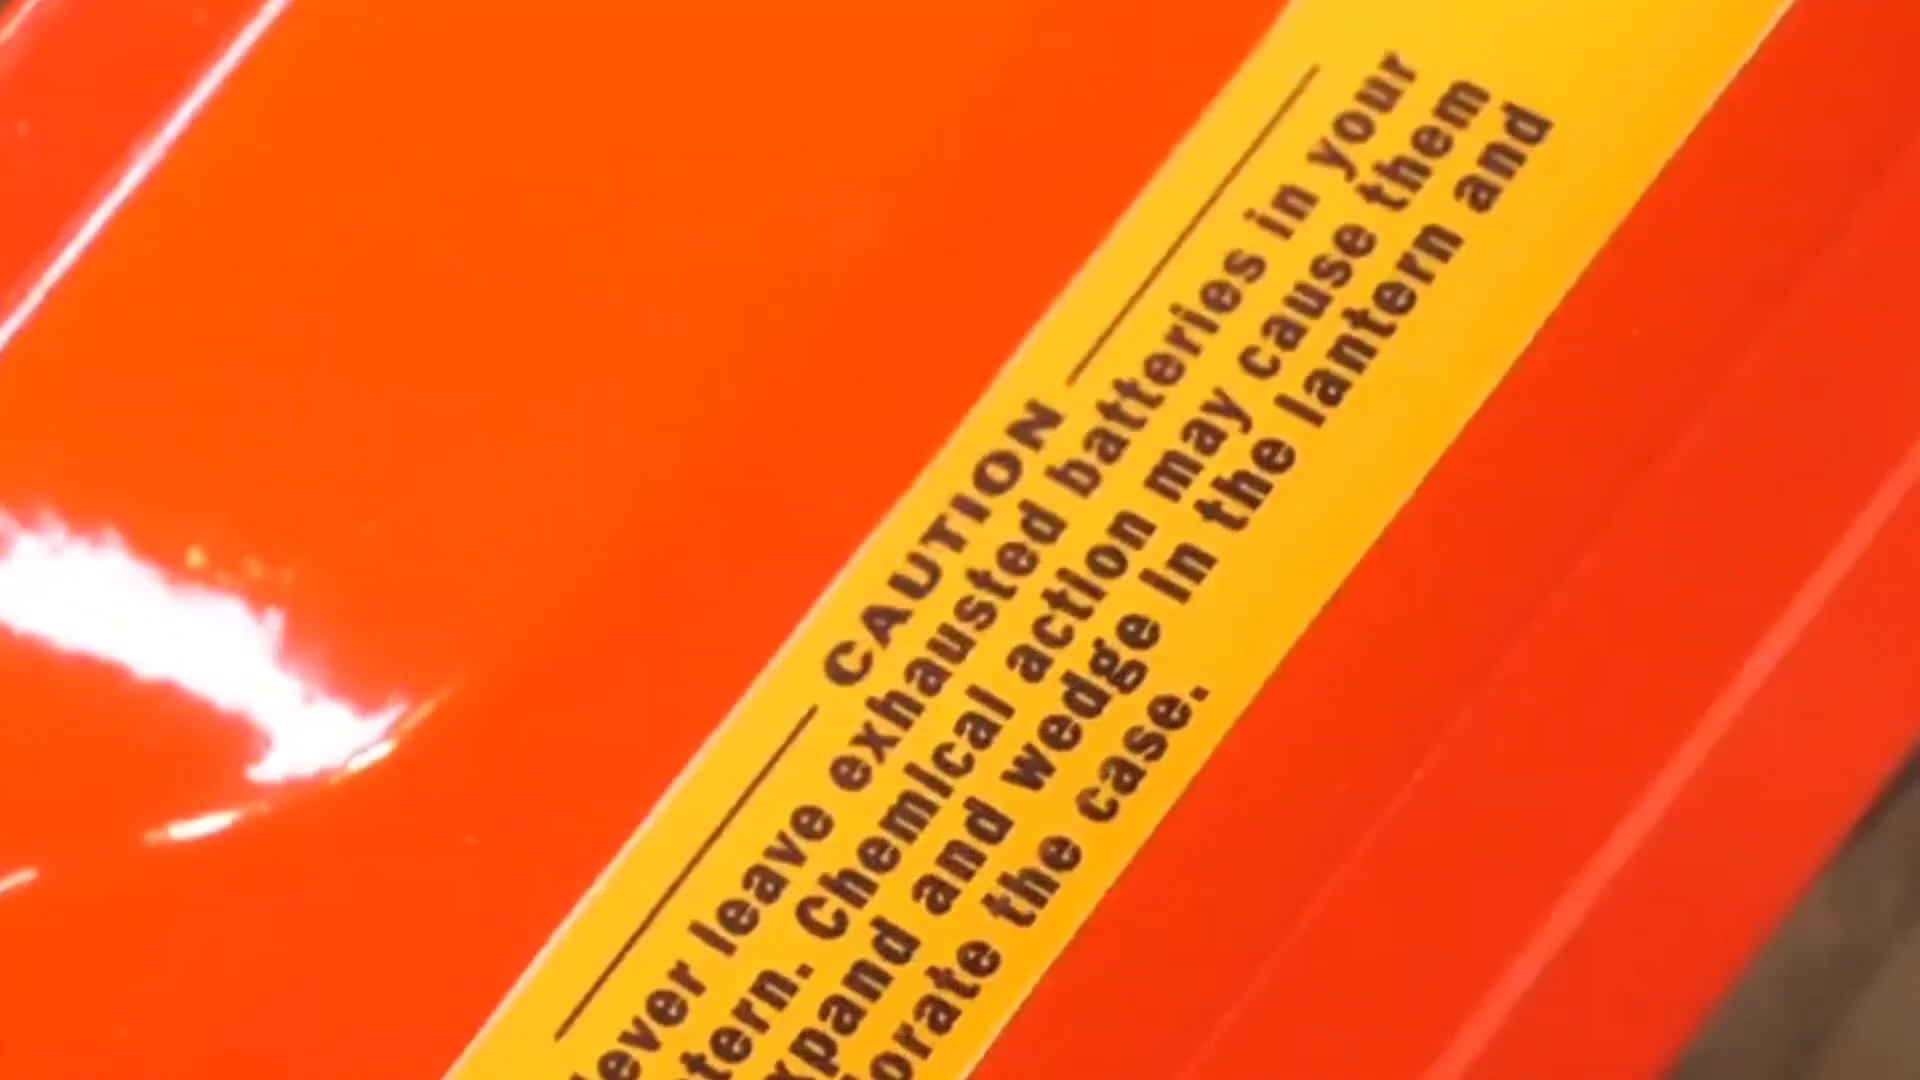 CAUTION
ever leave exhausted batteries in your
tern. Chemical action may cause them
xpand and wedge in the lantern and
iorate the case.